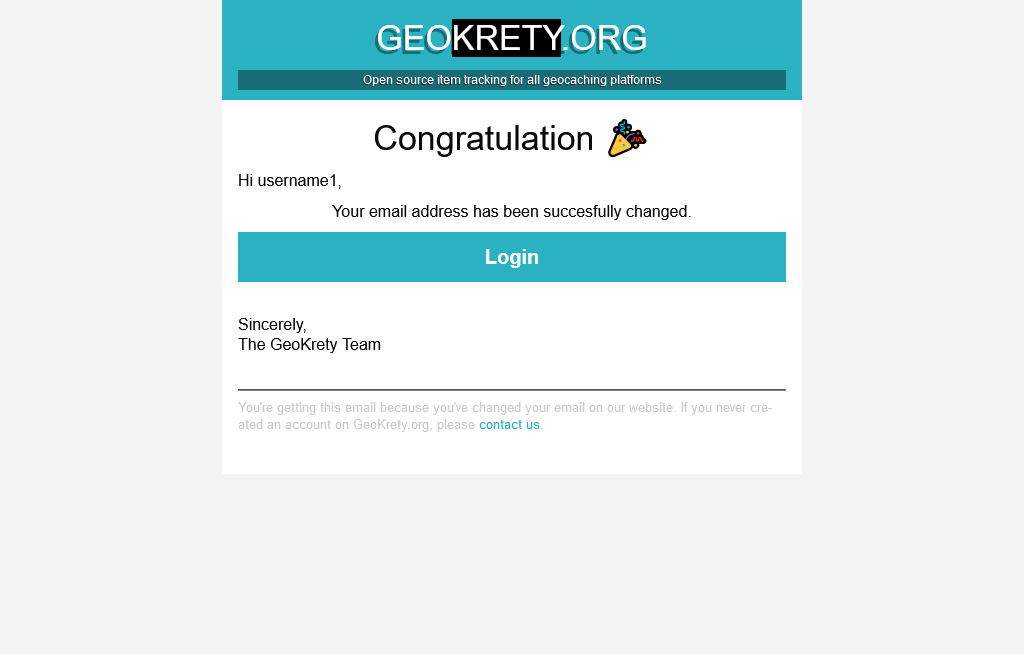 GEOKRETY.ORG
Open source item tracking for all geocaching platforms
Congratulation
Hi username1,
Your email address has been succesfully changed.
Login
Sincerely,
The GeoKrety Team
You're getting this email because you've changed your email on our website. If you never cre-
ated an account on GeoKrety.org, please contact us.